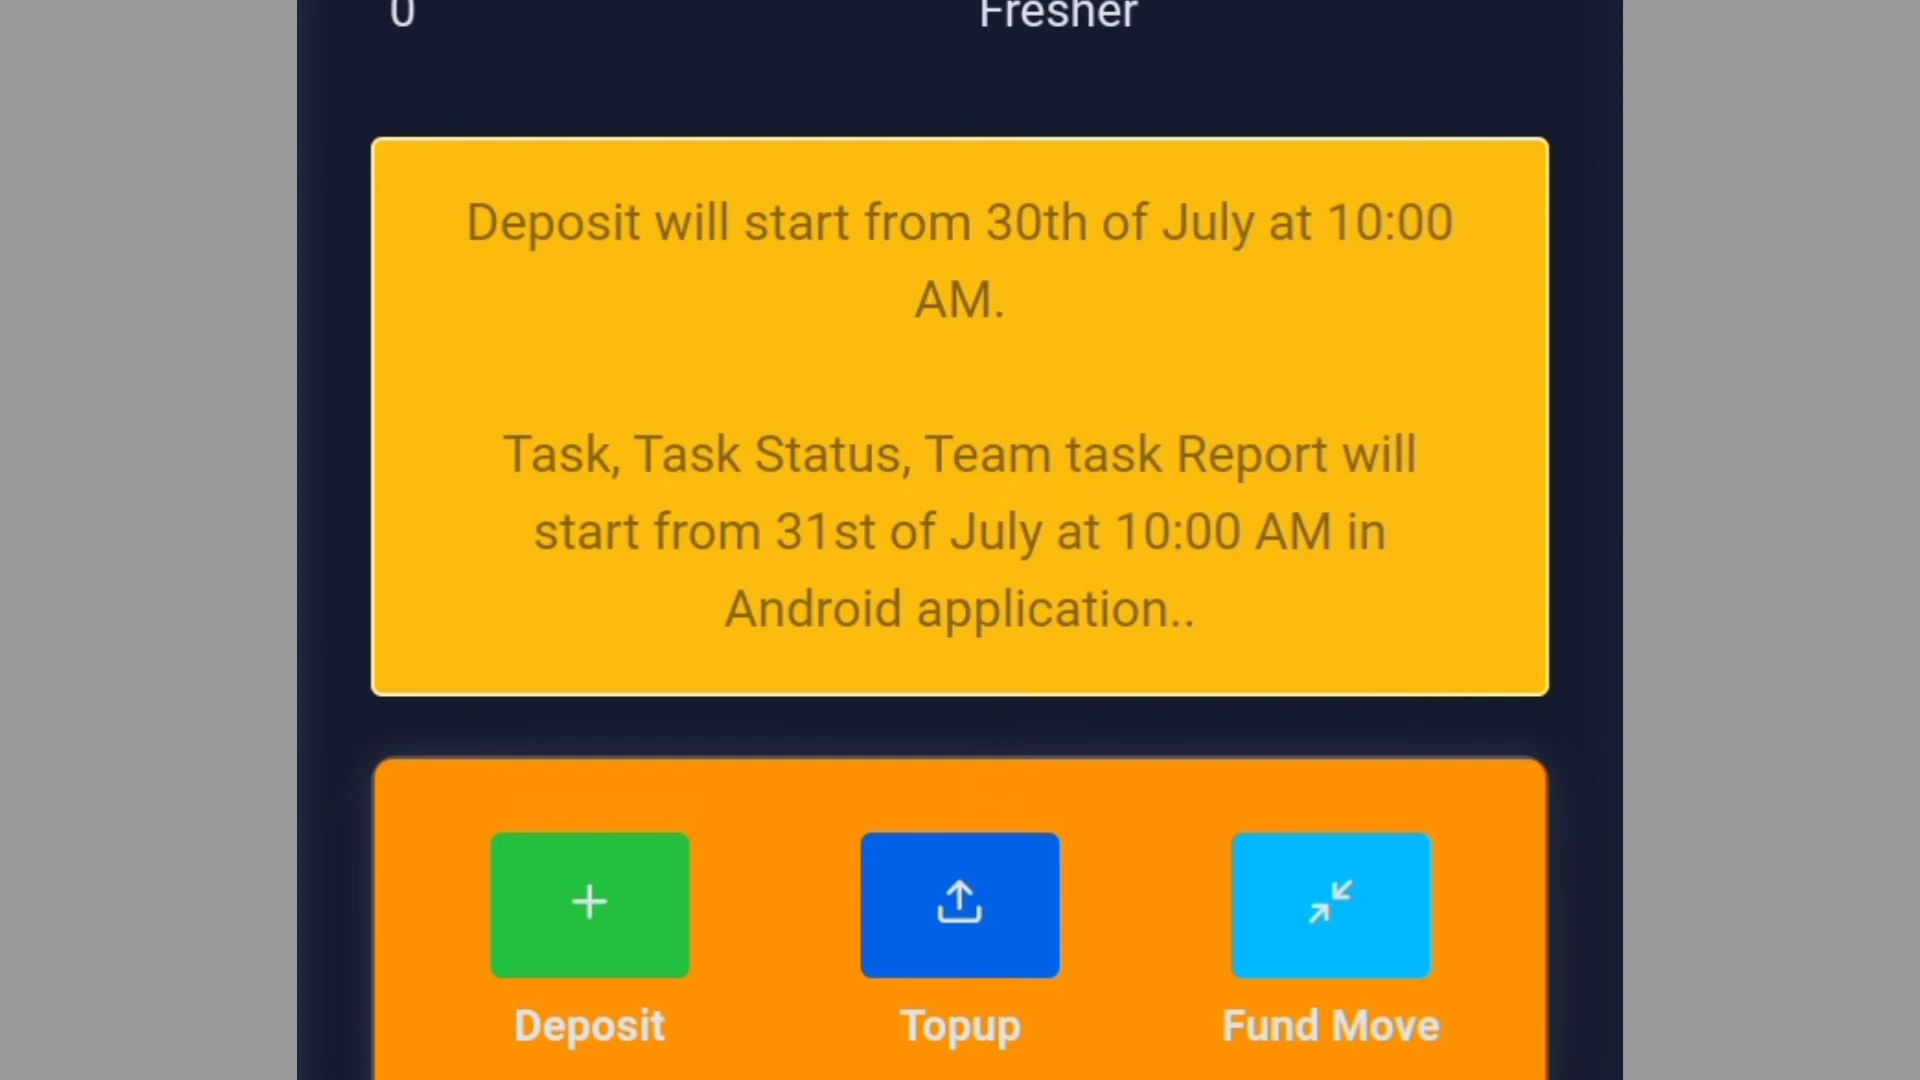 0 Fresher
Deposit will start from 30th of July at 10:00
AM.
Task, Task Status, Team task Report will
start from 31st of July at 10:00 AM in
Android application..
Deposit Topup Fund Move